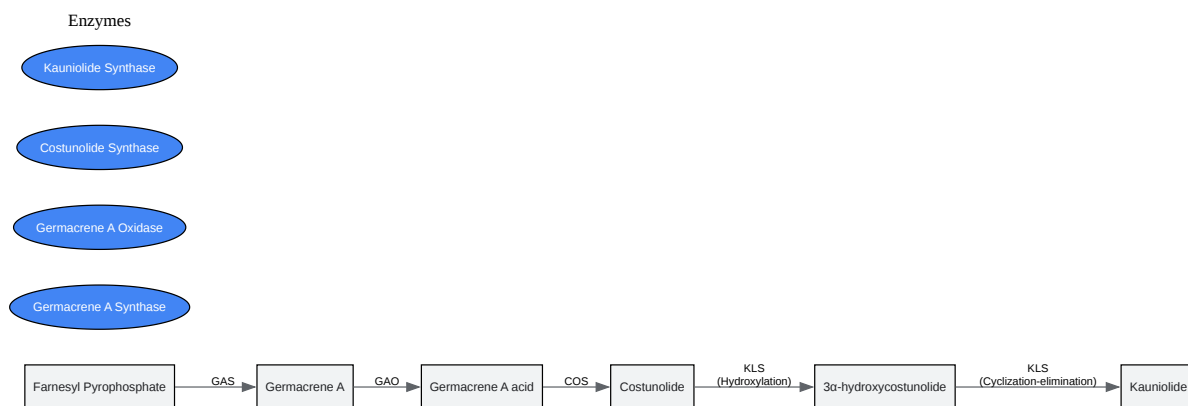 Enzymes
Kauniolide Synthase
Costunolide Synthase
Germacrene A Oxidase
Germacrene A Synthase
Farnesyl Pyrophosphate
GAS
Germacrene A
GAO
Germacrene A acid
COS
Costunolide
KLS
(Hydroxylation)
3α-hydroxycostunolide
KLS
(Cyclization-elimination)
Kauniolide